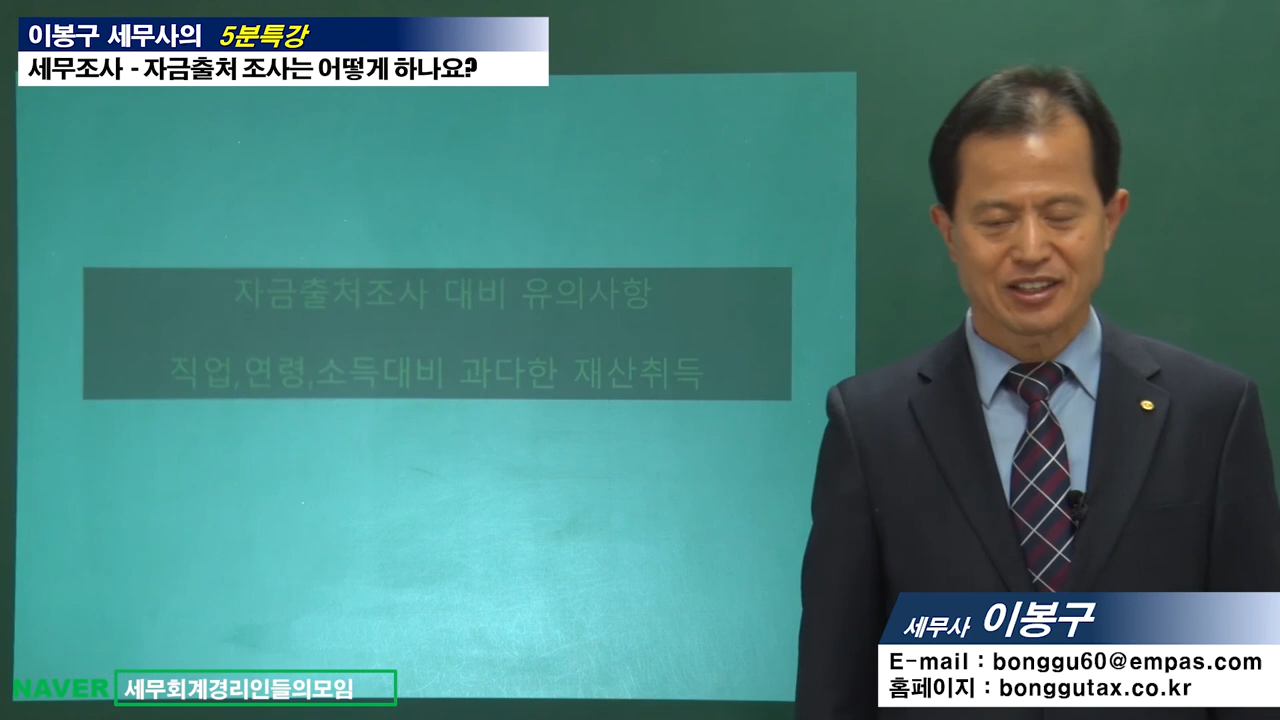 이봉구 세무사의 5분특강
세무조사 - 자금출처 조사는 어떻게 하나요?
자금출처조사 대비 유의사항
직업,연령,소득대비 과다한 재산취득
세무사 이봉구
E-mail : bonggu60@empas.com
홈페이지 : bonggutax.co.kr
NAVER 세무회계경리인들의모임